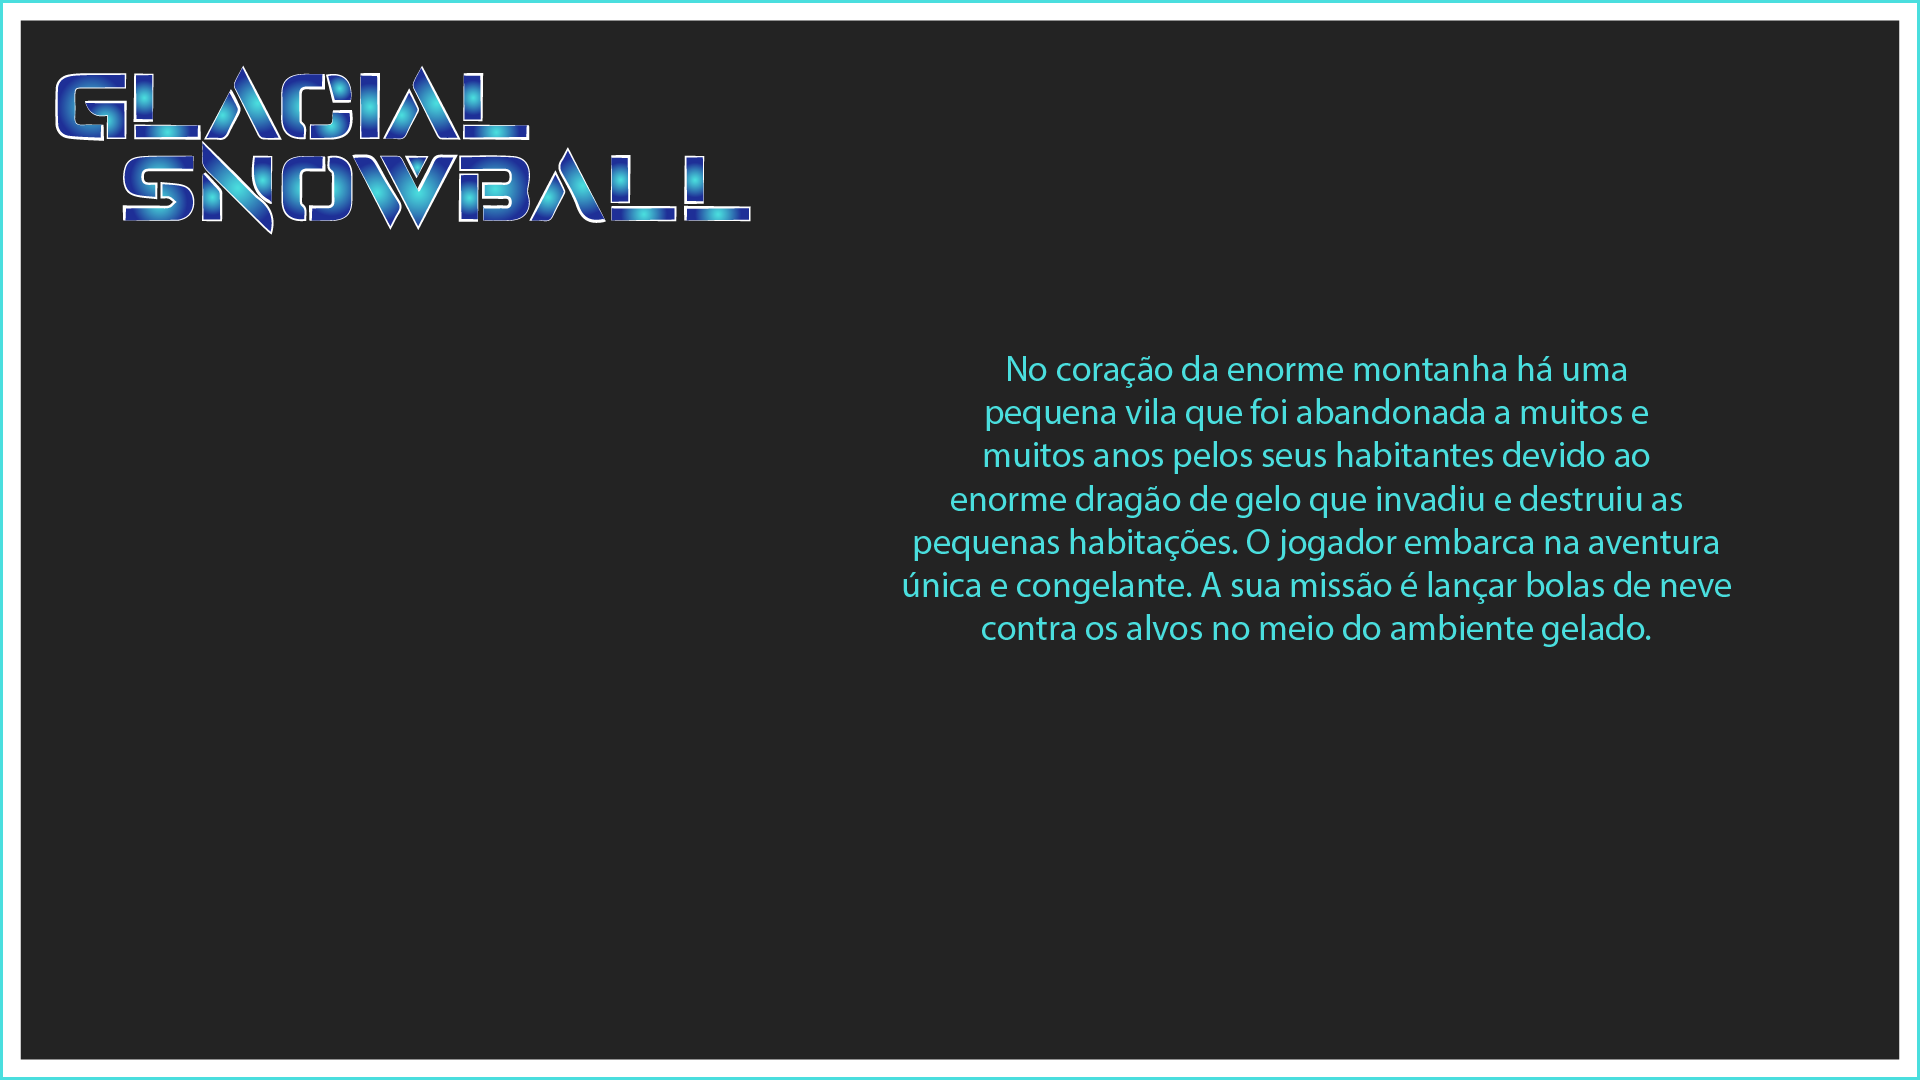 GLACIAL
SNOWBALL
No coração da enorme montanha há uma
pequena vila que foi abandonada a muitos e
muitos anos pelos seus habitantes devido ao
enorme dragão de gelo que invadiu e destruiu as
pequenas habitações. O jogador embarca na aventura
única e congelante. A sua missão é lançar bolas de neve
contra os alvos no meio do ambiente gelado.